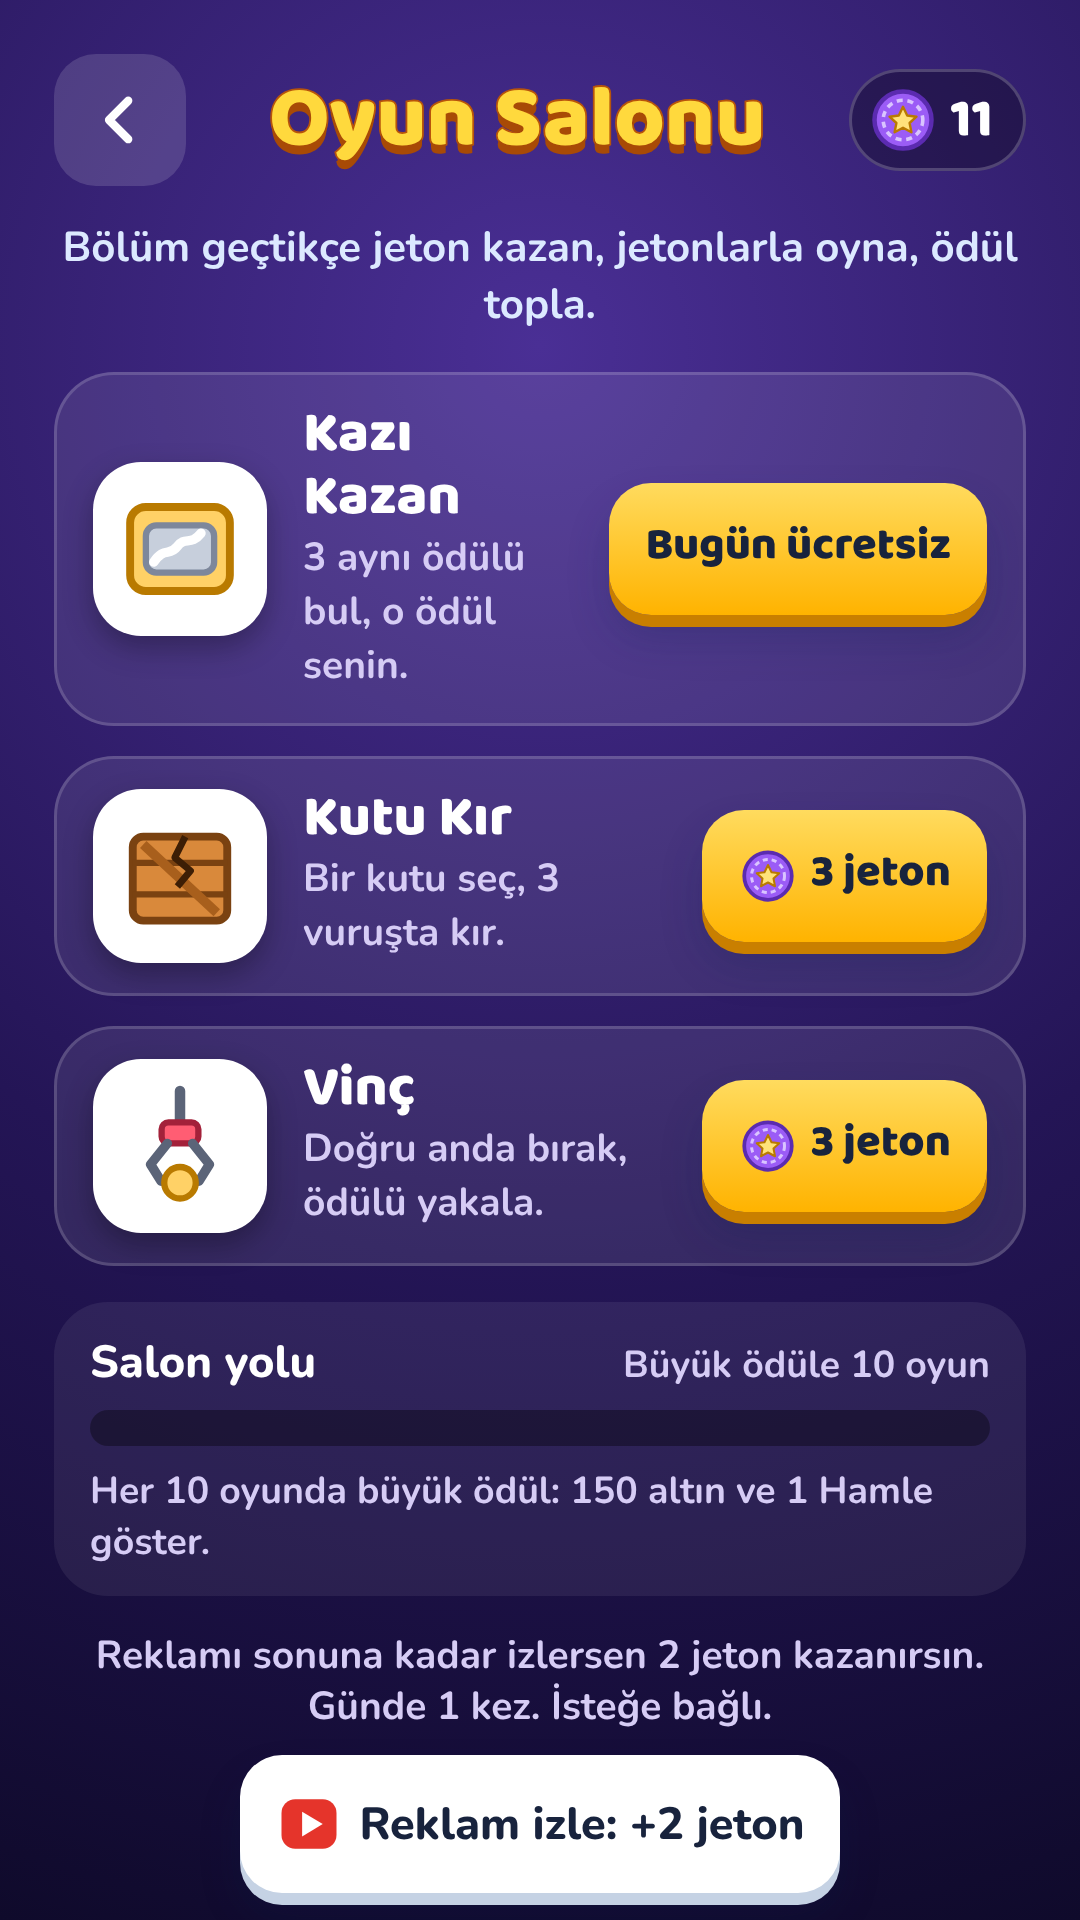 Oyun Salonu
11
Bölüm geçtikçe jeton kazan, jetonlarla oyna, ödül
topla.
Kazı
Kazan
3 aynı ödülü
bul, o ödül
senin.
Bugün ücretsiz
Kutu Kır
Bir kutu seç, 3
vuruşta kır.
3 jeton
Vinç
Doğru anda bırak,
ödülü yakala.
3 jeton
Salon yolu
Büyük ödüle 10 oyun
Her 10 oyunda büyük ödül: 150 altın ve 1 Hamle
göster.
Reklamı sonuna kadar izlersen 2 jeton kazanırsın.
Günde 1 kez. İsteğe bağlı.
Reklam izle: +2 jeton